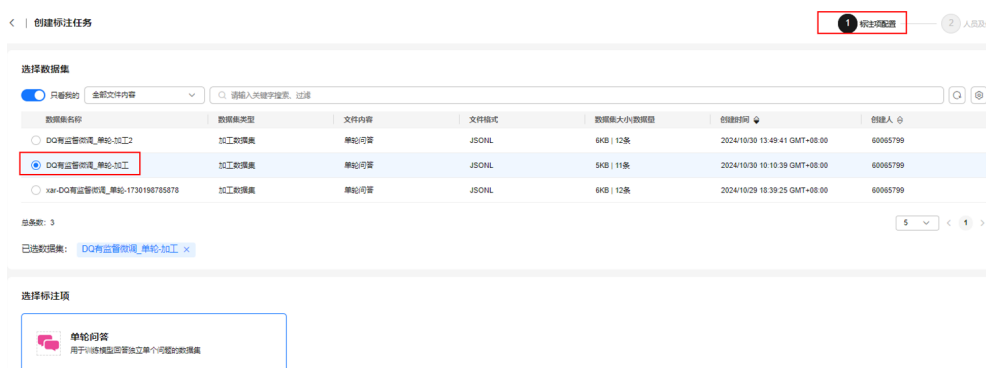 创建标注任务
1 标注项配置
2
选择数据集
只看我的 全部文件内容 请输入关键字搜索、过滤
数据集名称 数据集类型 文件内容 文件格式 数据集大小|数据量 创建时间 创建人
DQ有监督微调_单轮-加工2 加工数据集 单轮问答 JSONL 6KB | 12条 2024/10/30 13:49:41 GMT+08:00 60065799
DQ有监督微调_单轮-加工 加工数据集 单轮问答 JSONL 5KB | 11条 2024/10/30 10:10:39 GMT+08:00 60065799
xar-DQ有监督微调_单轮-1730198785878 加工数据集 单轮问答 JSONL 6KB | 12条 2024/10/29 18:39:25 GMT+08:00 60065799
总条数：3 5 1
已选数据集： DQ有监督微调_单轮-加工
选择标注项
单轮问答
用于训练模型回答独立单个问题的数据集